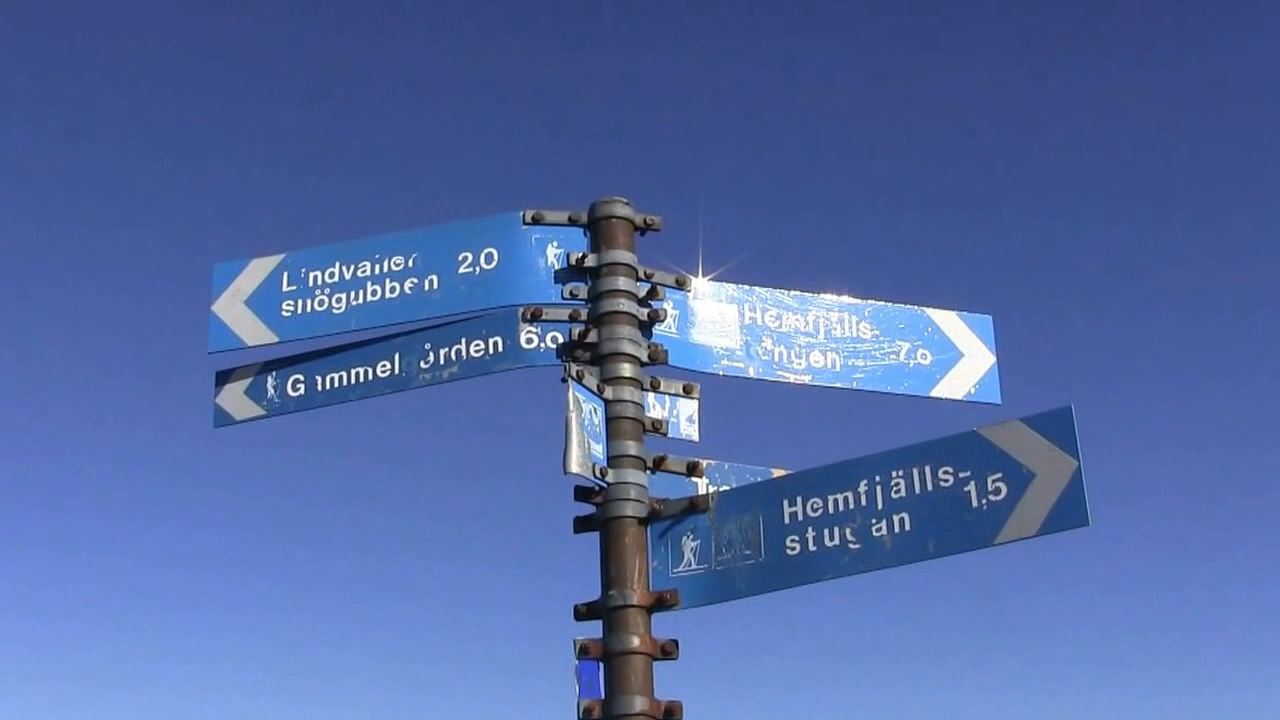 Lindvallen
snögubben 2,0
Gammelgården 6,0
Hemfjälls-
ängen 7,0
Hemfjälls-
stugan 1,5